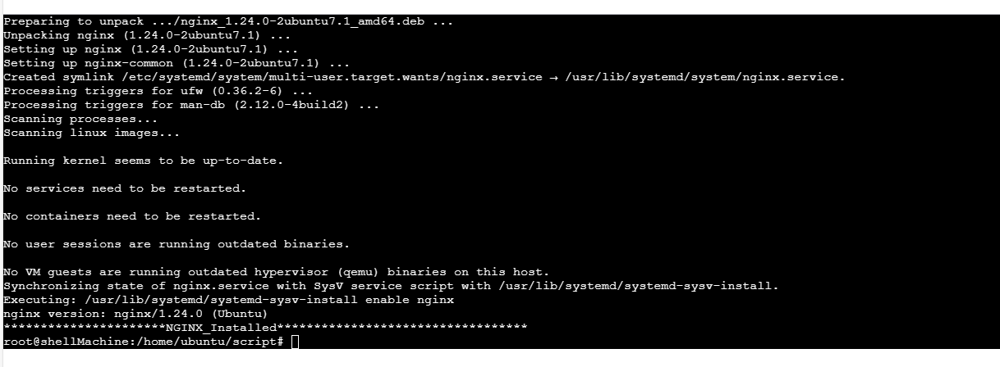 Preparing to unpack .../nginx_1.24.0-2ubuntu7.1_amd64.deb ...
Unpacking nginx (1.24.0-2ubuntu7.1) ...
Setting up nginx (1.24.0-2ubuntu7.1) ...
Setting up nginx-common (1.24.0-2ubuntu7.1) ...
Created symlink /etc/systemd/system/multi-user.target.wants/nginx.service → /usr/lib/systemd/system/nginx.service.
Processing triggers for ufw (0.36.2-6) ...
Processing triggers for man-db (2.12.0-4build2) ...
Scanning processes...
Scanning linux images...
Running kernel seems to be up-to-date.
No services need to be restarted.
No containers need to be restarted.
No user sessions are running outdated binaries.
No VM guests are running outdated hypervisor (qemu) binaries on this host.
Synchronizing state of nginx.service with SysV service script with /usr/lib/systemd/systemd-sysv-install.
Executing: /usr/lib/systemd/systemd-sysv-install enable nginx
nginx version: nginx/1.24.0 (Ubuntu)
**********************NGINX_Installed**********************************
root@shellMachine:/home/ubuntu/script#